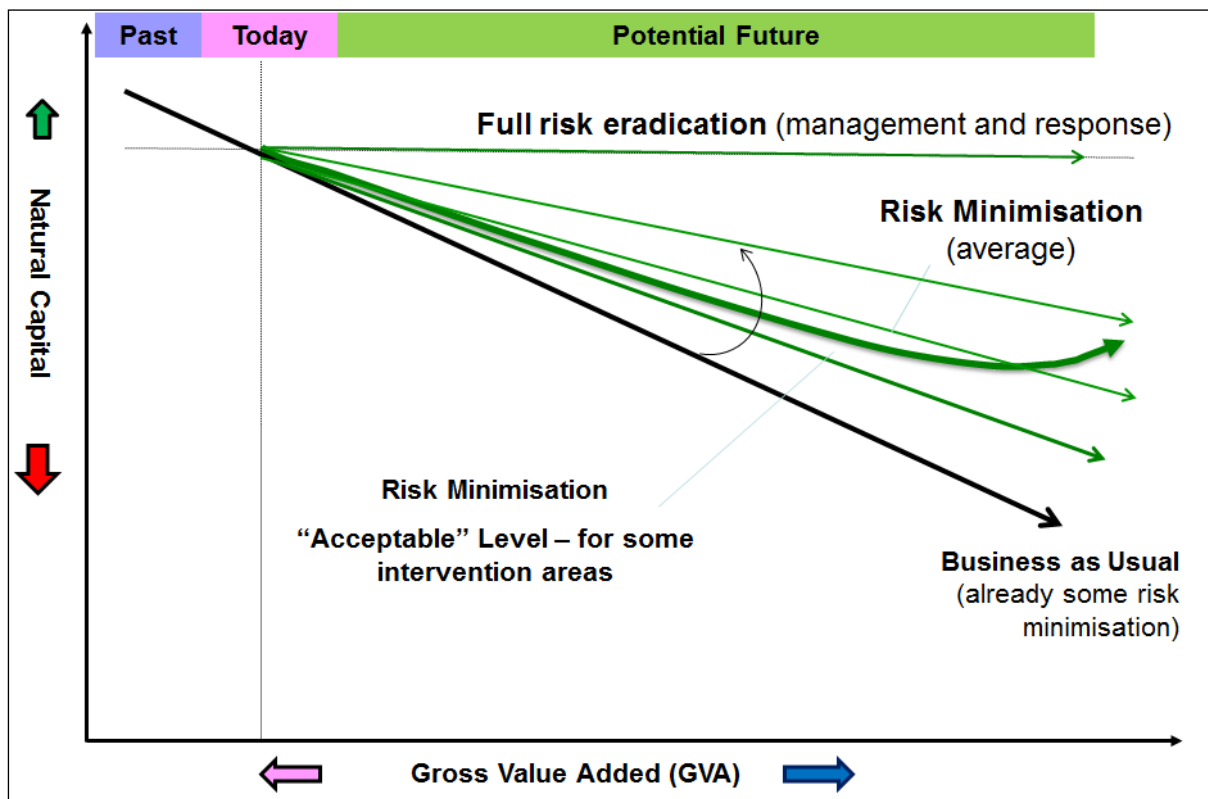 Past
Today
Potential Future
Full risk eradication (management and response)
Risk Minimisation
(average)
Natural Capital
Risk Minimisation
“Acceptable” Level – for some
intervention areas
Business as Usual
(already some risk
minimisation)
Gross Value Added (GVA)